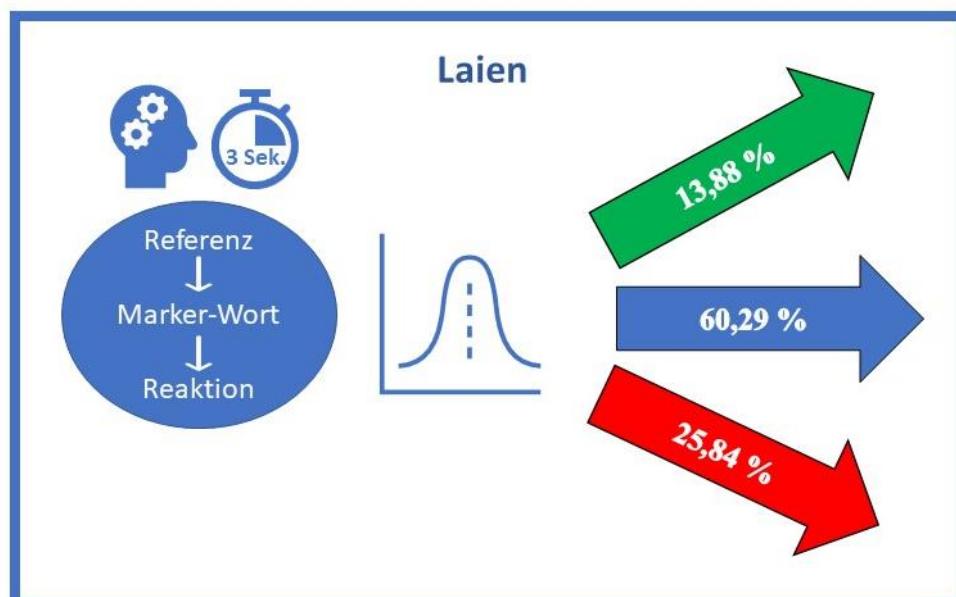 Laien
3 Sek.
Referenz
Marker-Wort
Reaktion
13,88 %
60,29 %
25,84 %